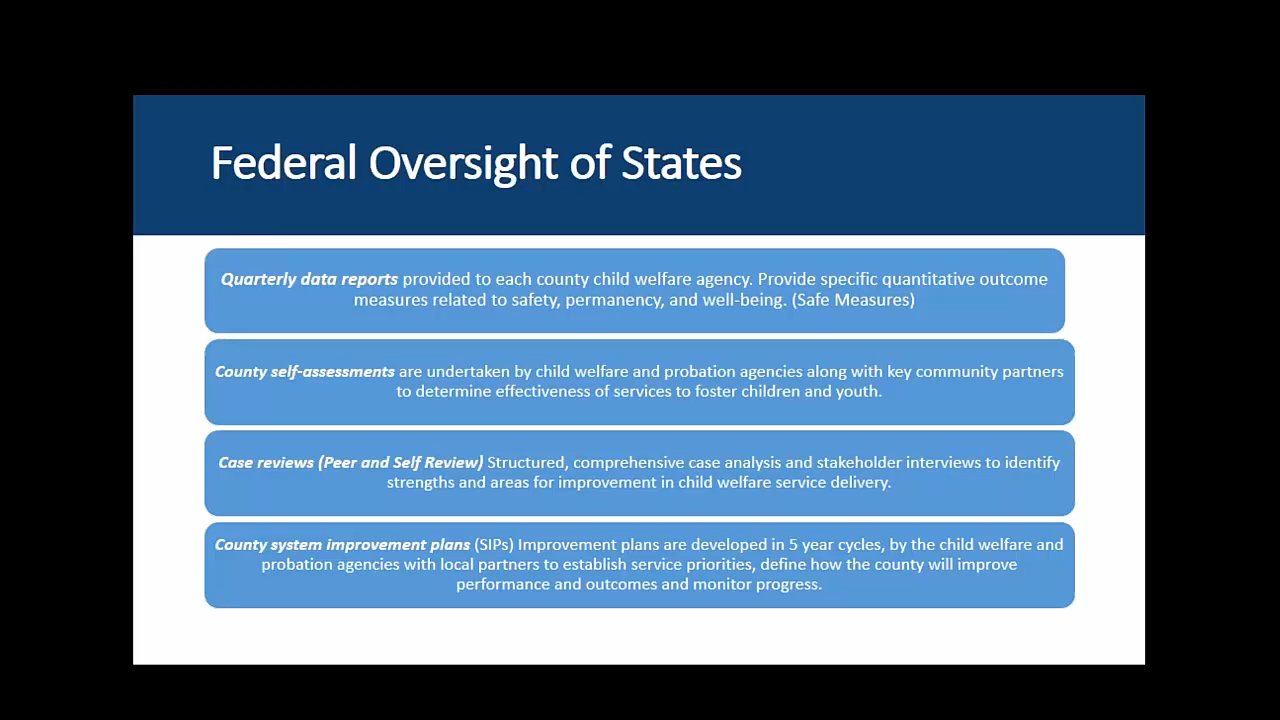 Federal Oversight of States
Quarterly data reports provided to each county child welfare agency. Provide specific quantitative outcome
measures related to safety, permanency, and well-being. (Safe Measures)
County self-assessments are undertaken by child welfare and probation agencies along with key community partners
to determine effectiveness of services to foster children and youth.
Case reviews (Peer and Self Review) Structured, comprehensive case analysis and stakeholder interviews to identify
strengths and areas for improvement in child welfare service delivery.
County system improvement plans (SIPs) Improvement plans are developed in 5 year cycles, by the child welfare and
probation agencies with local partners to establish service priorities, define how the county will improve
performance and outcomes and monitor progress.